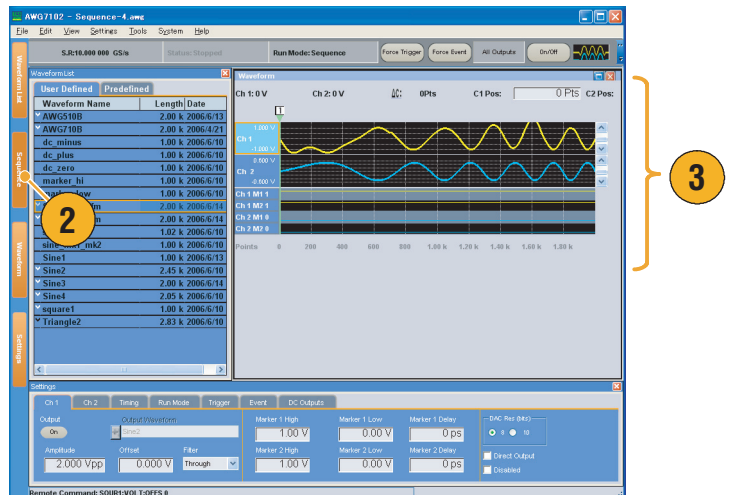 AWG7102 - Sequence-4.awg
File Edit View Settings Tools System Help
S.R:10.000 000 GS/s Status: Stopped Run Mode: Sequence Force Trigger Force Event All Outputs On/Off
Waveform List
Sequence
Waveform
Settings
Waveform List
User Defined Predefined
Waveform Name Length Date
AWG510B 2.00 k 2006/6/13
AWG710B 2.00 k 2006/4/21
dc_minus 1.00 k 2006/6/10
dc_plus 1.00 k 2006/6/10
dc_zero 1.00 k 2006/6/10
marker_hi 1.00 k 2006/6/10
1.00 k 2006/6/10
2.00 k 2006/6/14
2.00 k 2006/6/14
1.02 k 2006/6/10
1.00 k 2006/6/10
Sine1 1.00 k 2006/6/13
Sine2 2.45 k 2006/6/10
Sine3 2.00 k 2006/6/14
Sine4 2.05 k 2006/6/10
square1 1.00 k 2006/6/10
Triangle2 2.83 k 2006/6/10
2
Waveform
Ch 1: 0 V Ch 2: 0 V 0Pts C1 Pos: 0 Pts C2 Pos:
T
1.000 V
Ch 1
-1.000 V
0.500 V
Ch 2
-0.500 V
Ch 1 M1 1
Ch 1 M2 1
Ch 2 M1 0
Ch 2 M2 0
Points 0 200 400 600 800 1.00 k 1.20 k 1.40 k 1.60 k 1.80 k
3
Settings
Ch 1 Ch 2 Timing Run Mode Trigger Event DC Outputs
Output Output Waveform
On Sine2
Amplitude Offset Filter
2.000 Vpp 0.000 V Through
Marker 1 High Marker 1 Low Marker 1 Delay
1.00 V 0.00 V 0 ps
Marker 2 High Marker 2 Low Marker 2 Delay
1.00 V 0.00 V 0 ps
DAC Res (bits)
8 10
Direct Output
Disabled
Remote Command: SOUR1:VOLT:OFFS 0